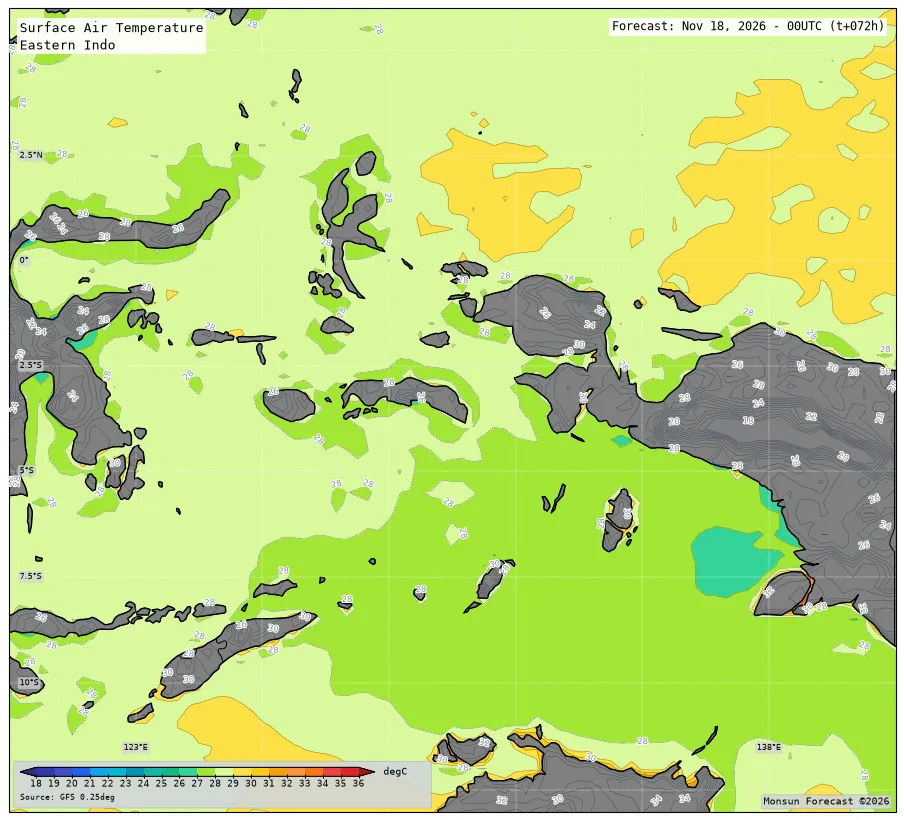 Surface Air Temperature
Eastern Indo
Forecast: Nov 18, 2026 - 00UTC (t+072h)
2.5°N
0°
2.5°S
5°S
7.5°S
10°S
123°E
138°E
degC
18 19 20 21 22 23 24 25 26 27 28 29 30 31 32 33 34 35 36
Source: GFS 0.25deg
Monsun Forecast ©2026